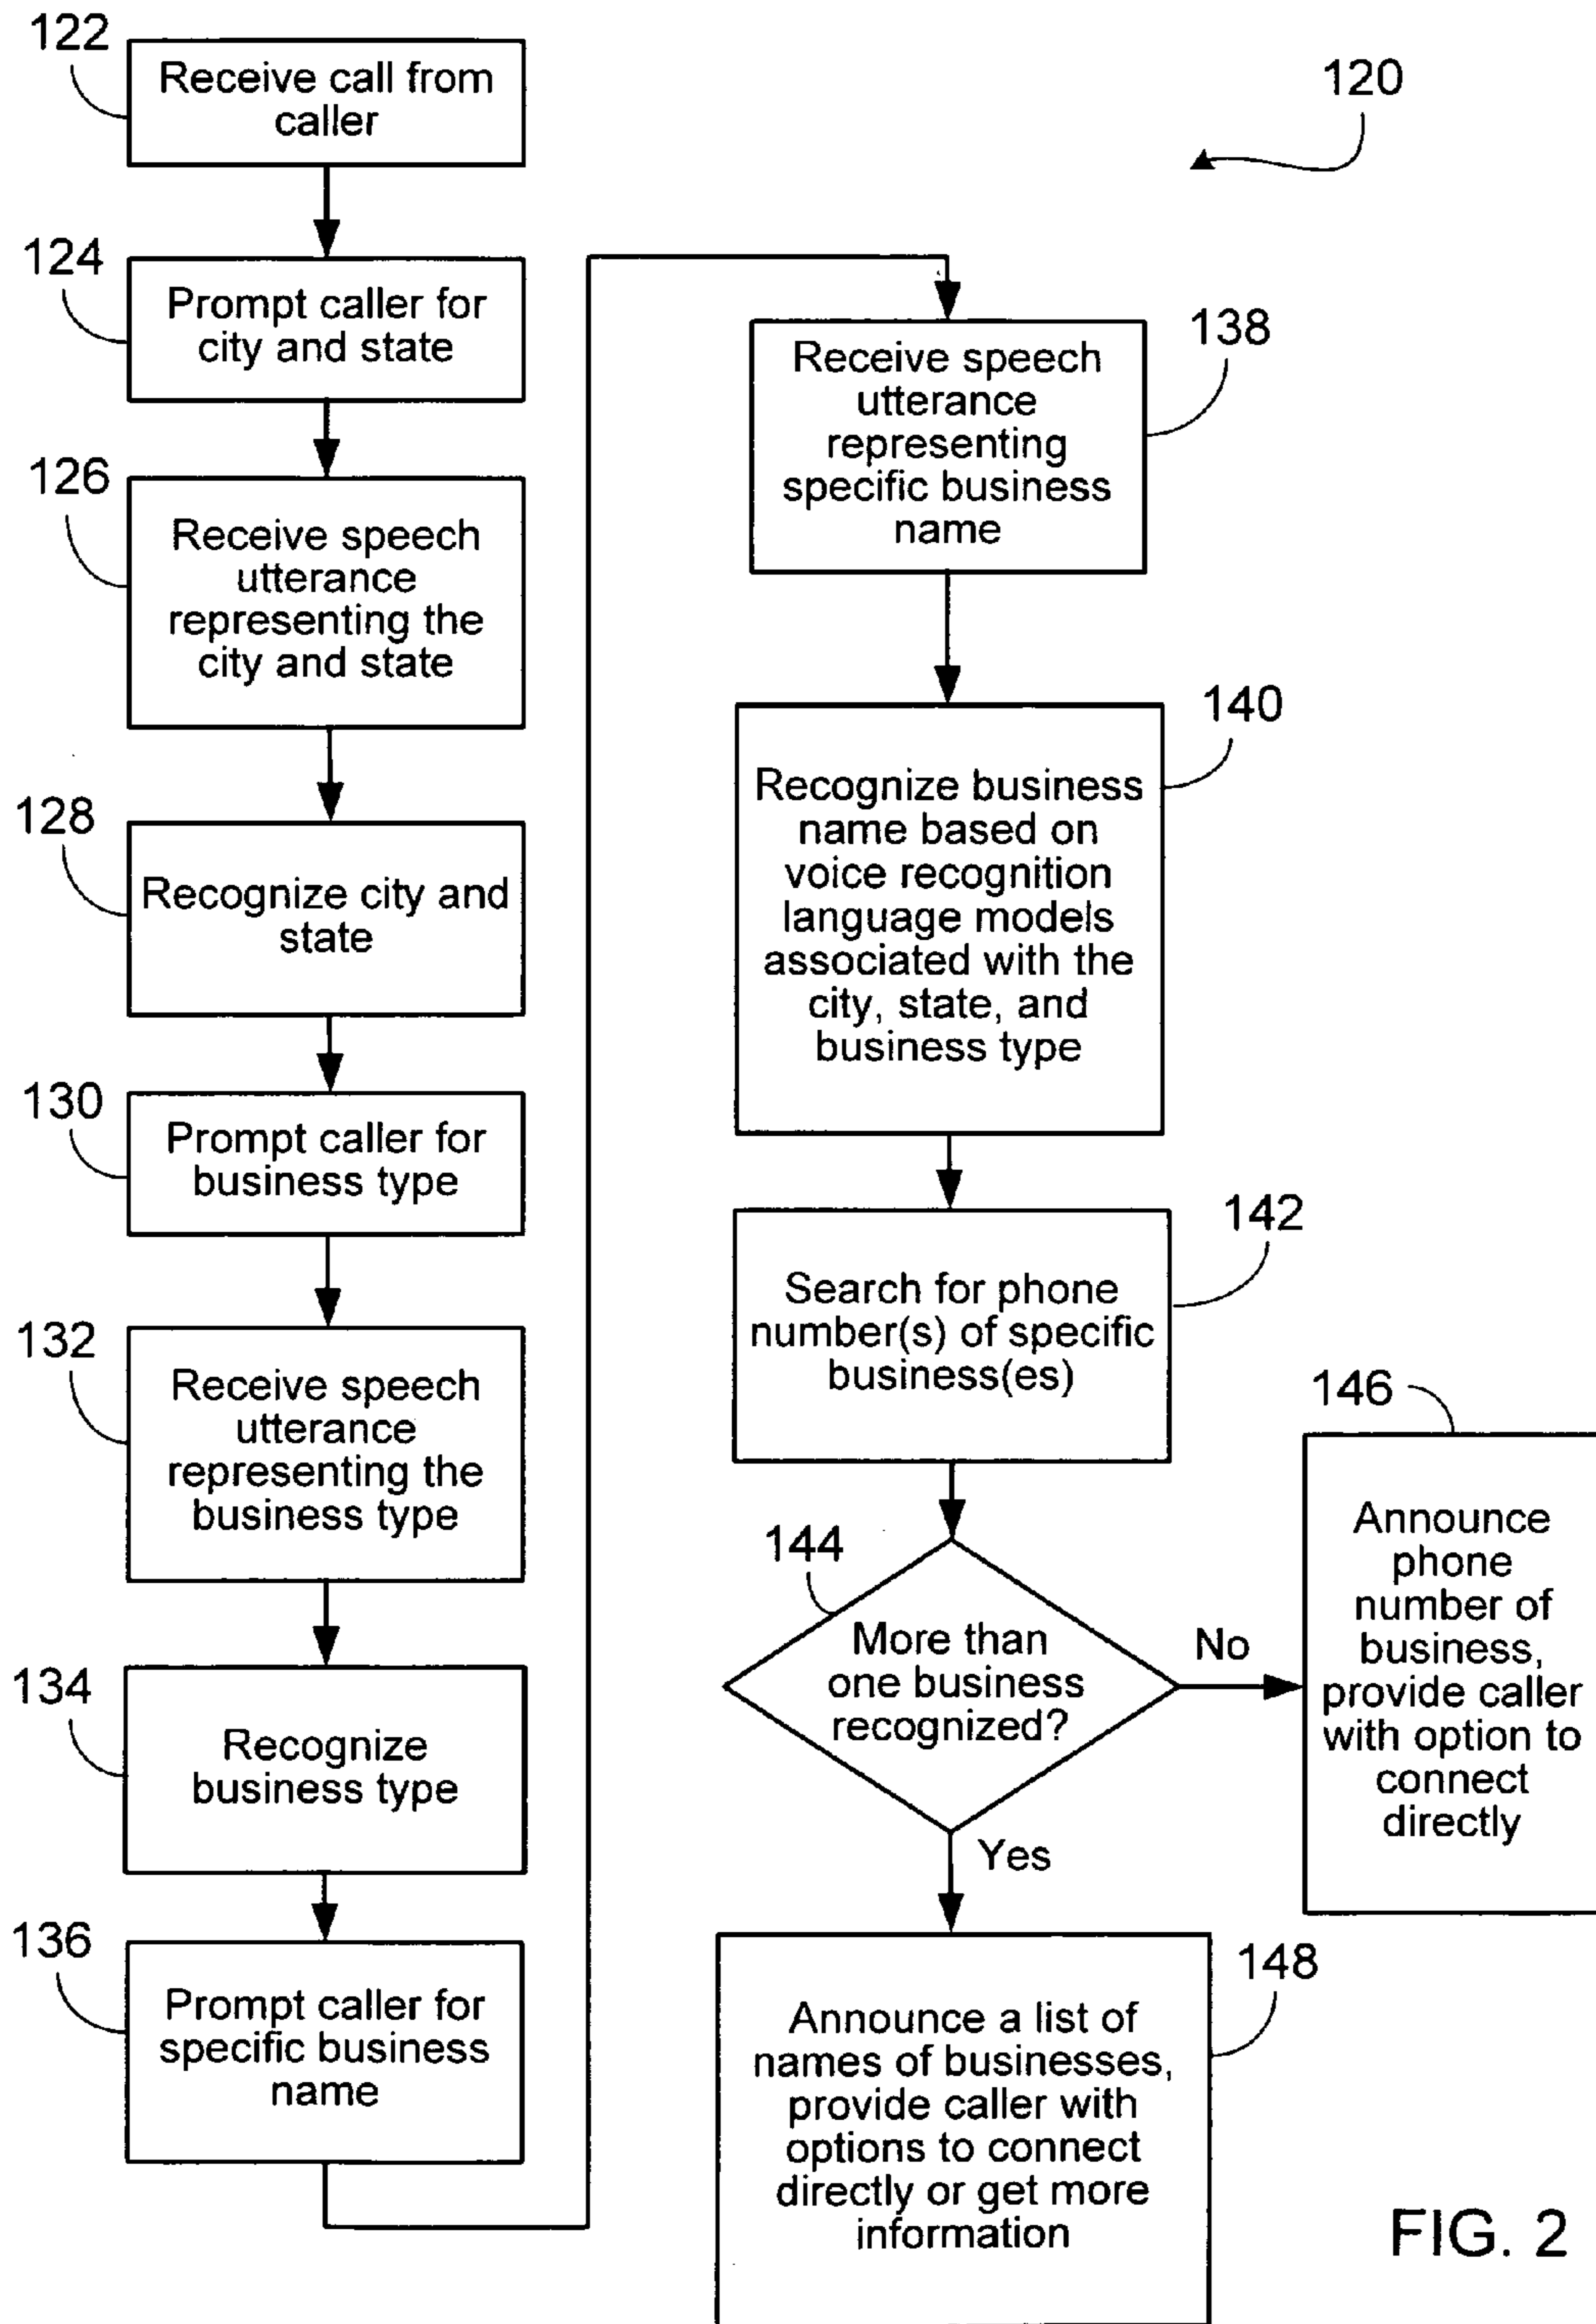 122
Receive call from
caller
120
124
Prompt caller for
city and state
126
Receive speech
utterance
representing the
city and state
128
Recognize city and
state
130
Prompt caller for
business type
132
Receive speech
utterance
representing the
business type
134
Recognize
business type
136
Prompt caller for
specific business
name
138
Receive speech
utterance
representing
specific business
name
140
Recognize business
name based on
voice recognition
language models
associated with the
city, state, and
business type
142
Search for phone
number(s) of specific
business(es)
144
More than
one business
recognized?
No
Yes
146
Announce
phone
number of
business,
provide caller
with option to
connect
directly
148
Announce a list of
names of businesses,
provide caller with
options to connect
directly or get more
information
FIG. 2